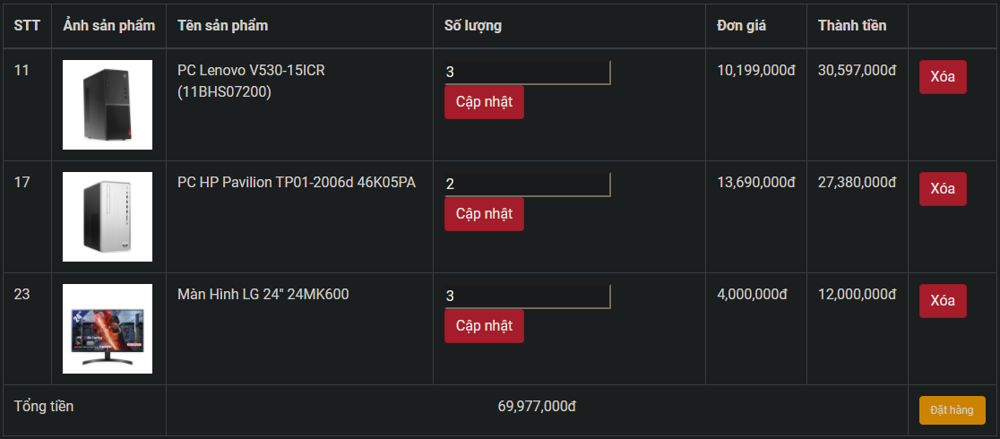 STT Ảnh sản phẩm Tên sản phẩm Số lượng Đơn giá Thành tiền
11 PC Lenovo V530-15ICR 3 10,199,000đ 30,597,000đ Xóa
(11BHS07200) Cập nhật
17 PC HP Pavilion TP01-2006d 46K05PA 2 13,690,000đ 27,380,000đ Xóa
Cập nhật
23 Màn Hình LG 24" 24MK600 3 4,000,000đ 12,000,000đ Xóa
Cập nhật
Tổng tiền 69,977,000đ Đặt hàng